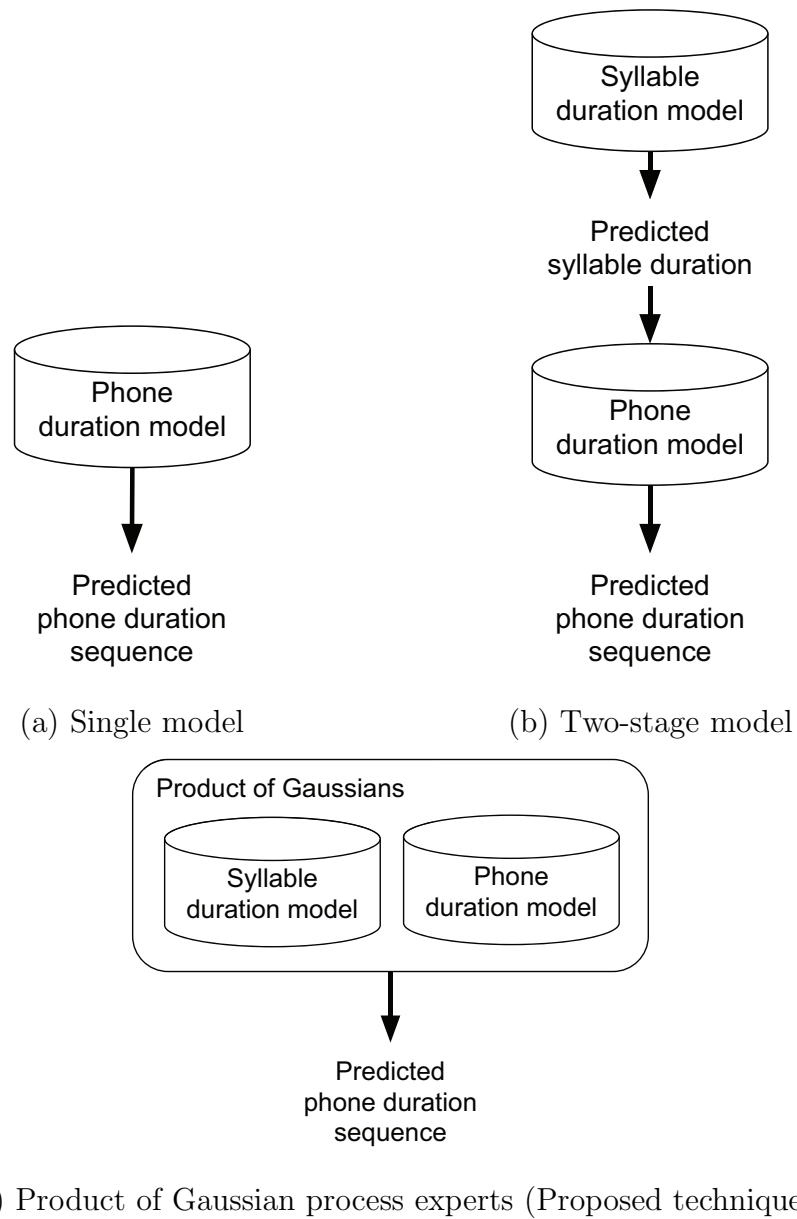 Syllable
duration model
Predicted
syllable duration
Phone
duration model
Phone
duration model
Predicted
phone duration
sequence
Predicted
phone duration
sequence
(a) Single model
(b) Two-stage model
Product of Gaussians
Syllable
duration model
Phone
duration model
Predicted
phone duration
sequence
) Product of Gaussian process experts (Proposed technique